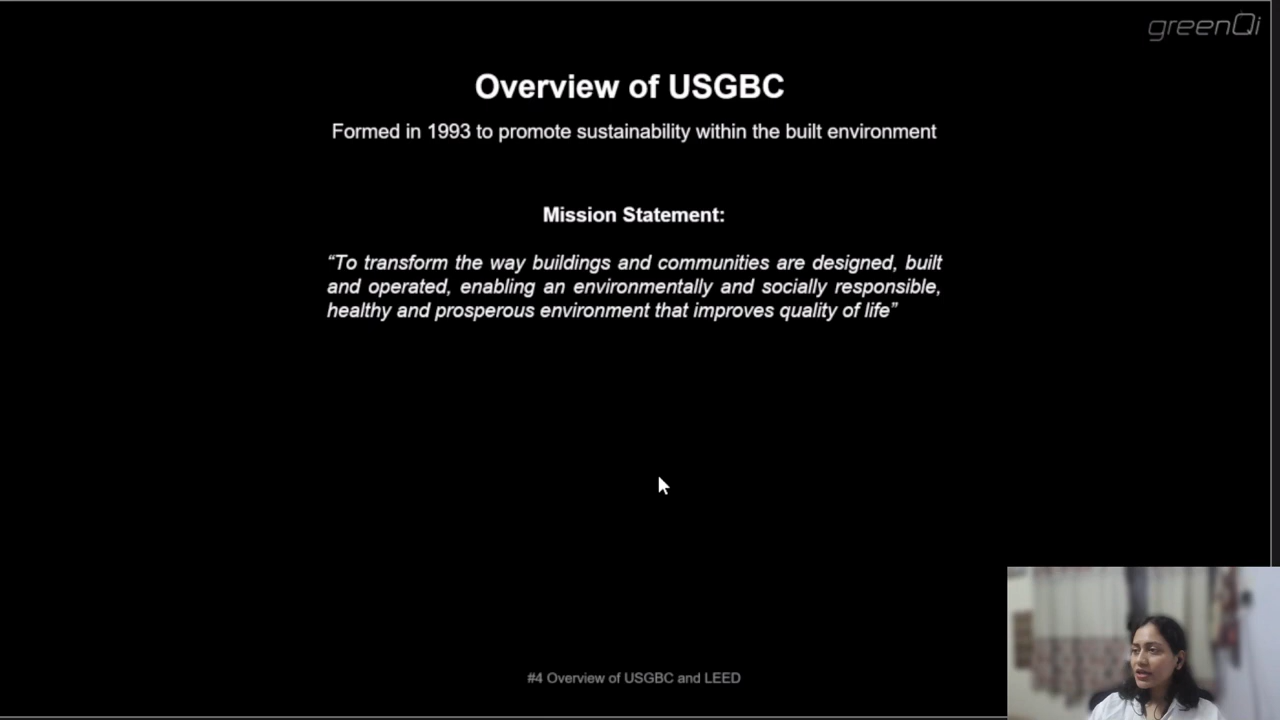 greenQi
Overview of USGBC
Formed in 1993 to promote sustainability within the built environment
Mission Statement:
“To transform the way buildings and communities are designed, built
and operated, enabling an environmentally and socially responsible,
healthy and prosperous environment that improves quality of life”
#4 Overview of USGBC and LEED